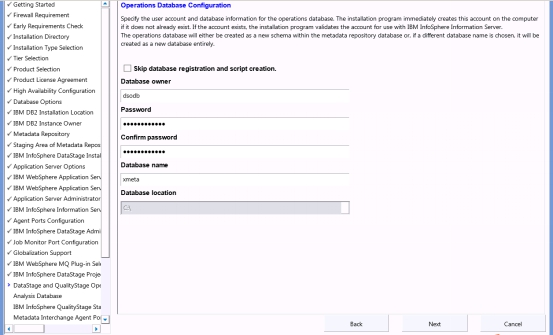 Getting Started
Firewall Requirement
Early Requirements Check
Installation Directory
Installation Type Selection
Tier Selection
Product Selection
Product License Agreement
High Availability Configuration
Database Options
IBM DB2 Installation Location
IBM DB2 Instance Owner
Metadata Repository
Staging Area of Metadata Repos
IBM InfoSphere DataStage Instal
Application Server Options
IBM WebSphere Application Serv
IBM WebSphere Application Serv
Application Server Administrator
IBM InfoSphere Information Serv
Agent Ports Configuration
IBM InfoSphere DataStage Admi
Job Monitor Port Configuration
Globalization Support
IBM WebSphere MQ Plug-in Sele
IBM InfoSphere DataStage Proje
DataStage and QualityStage Ope
Analysis Database
IBM InfoSphere QualityStage Sta
Metadata Interchange Agent Po
Operations Database Configuration
Specify the user account and database information for the operations database. The installation program immediately creates this account on the computer
if it does not already exist. If the account exists, the installation program validates the account for use with IBM InfoSphere Information Server.
The operations database will either be created as a new schema within the metadata repository database or, if a different database name is chosen, it will be
created as a new database entirely.
Skip database registration and script creation.
Database owner
dsodb
Password
••••••••••••
Confirm password
••••••••••••
Database name
xmeta
Database location
Back
Next
Cancel